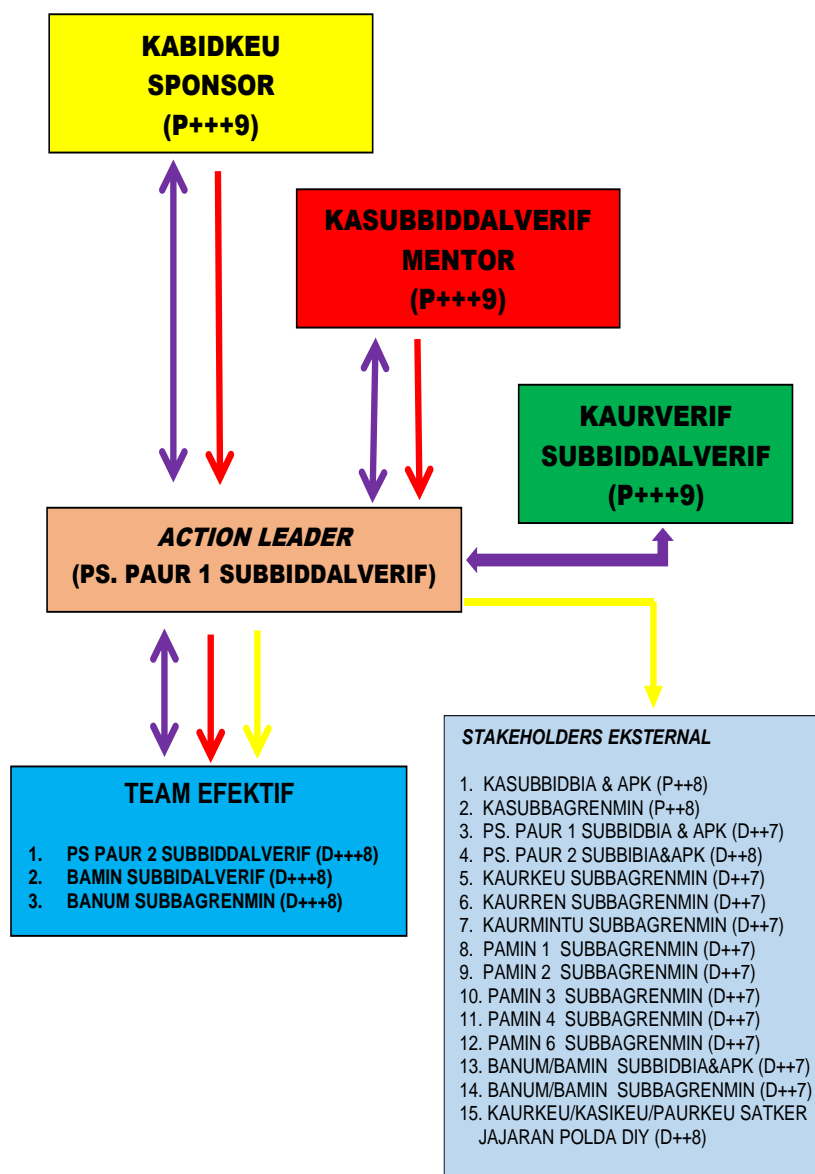 KABIDKEU
SPONSOR
(P+++9)
KASUBBIDDALVERIF
MENTOR
(P+++9)
KAURVERIF
SUBBIDDALVERIF
(P+++9)
ACTION LEADER
(PS. PAUR 1 SUBBIDDALVERIF)
TEAM EFEKTIF
1. PS PAUR 2 SUBBIDDALVERIF (D+++8)
2. BAMIN SUBBIDALVERIF (D+++8)
3. BANUM SUBBAGRENMIN (D+++8)
STAKEHOLDERS EKSTERNAL
1. KASUBBIDBIA & APK (P++8)
2. KASUBBAGRENMIN (P++8)
3. PS. PAUR 1 SUBBIDBIA & APK (D++7)
4. PS. PAUR 2 SUBBIBIA&APK (D++8)
5. KAURKEU SUBBAGRENMIN (D++7)
6. KAURREN SUBBAGRENMIN (D++7)
7. KAURMINTU SUBBAGRENMIN (D++7)
8. PAMIN 1 SUBBAGRENMIN (D++7)
9. PAMIN 2 SUBBAGRENMIN (D++7)
10. PAMIN 3 SUBBAGRENMIN (D++7)
11. PAMIN 4 SUBBAGRENMIN (D++7)
12. PAMIN 6 SUBBAGRENMIN (D++7)
13. BANUM/BAMIN SUBBIDBIA&APK (D++7)
14. BANUM/BAMIN SUBBAGRENMIN (D++7)
15. KAURKEU/KASIKEU/PAURKEU SATKER
JAJARAN POLDA DIY (D++8)